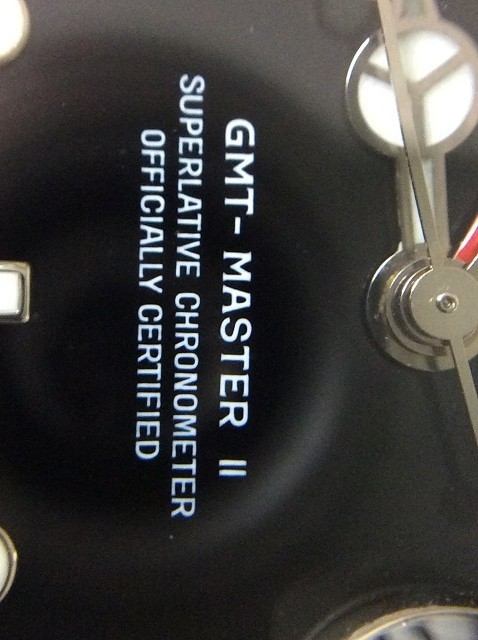 GMT-MASTER II
SUPERLATIVE CHRONOMETER
OFFICIALLY CERTIFIED